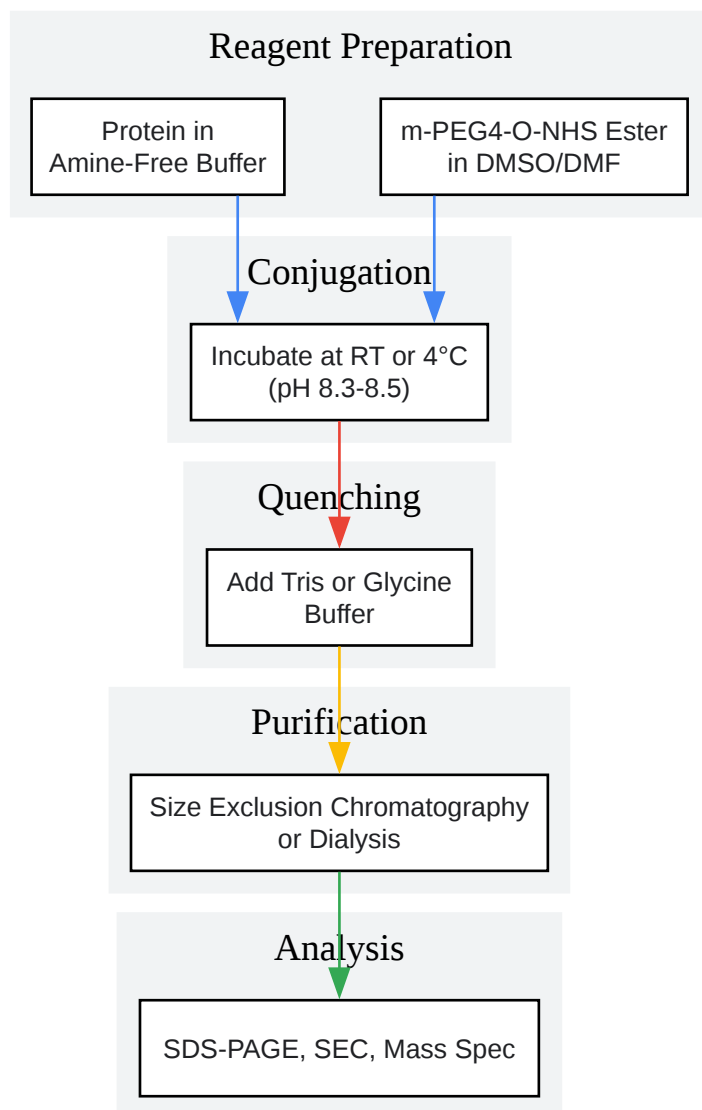 Reagent Preparation
Protein in
Amine-Free Buffer
m-PEG4-O-NHS Ester
in DMSO/DMF
Conjugation
Incubate at RT or 4°C
(pH 8.3-8.5)
Quenching
Add Tris or Glycine
Buffer
Purification
Size Exclusion Chromatography
or Dialysis
Analysis
SDS-PAGE, SEC, Mass Spec